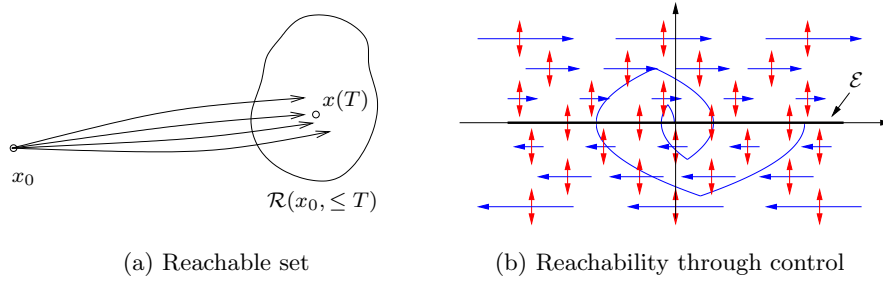 x(T)
x₀
R(x₀, ≤ T)
(a) Reachable set
ℰ
(b) Reachability through control